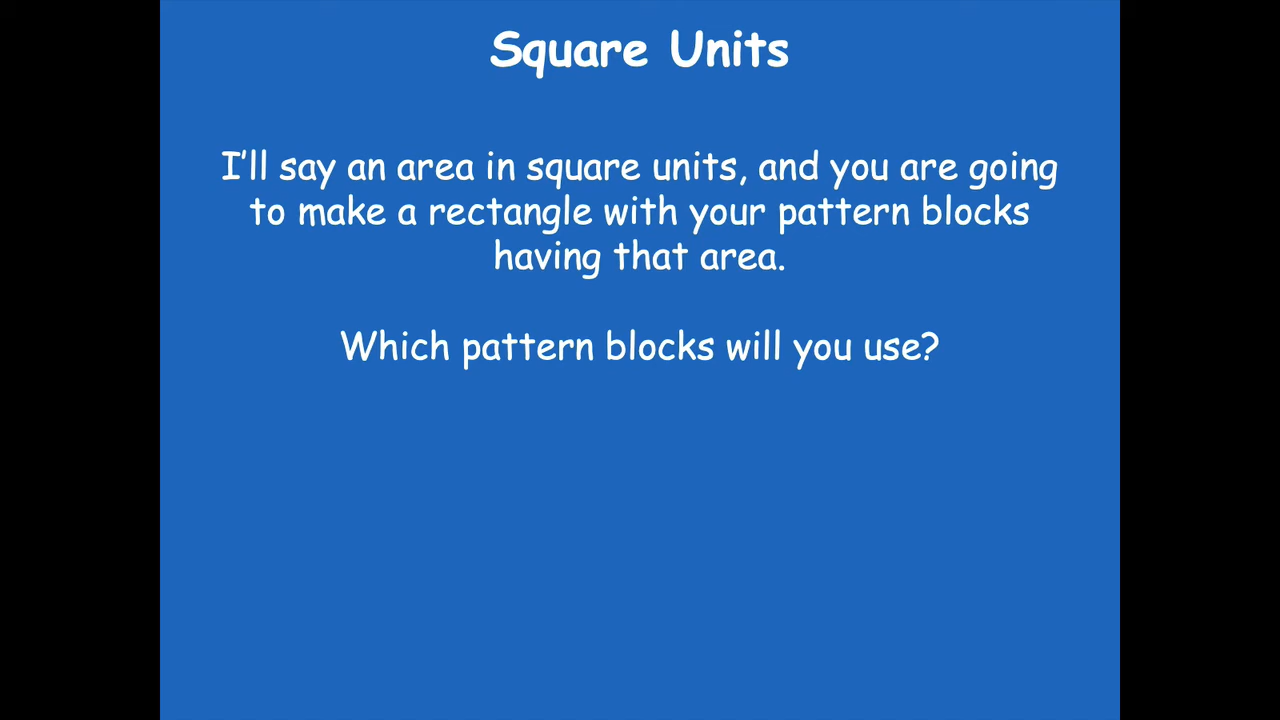 Square Units
I'll say an area in square units, and you are going
to make a rectangle with your pattern blocks
having that area.
Which pattern blocks will you use?